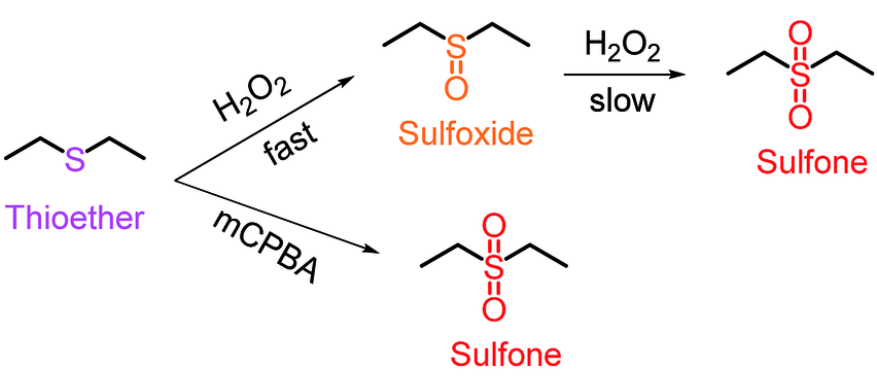 S
Thioether
H₂O₂
fast
S
O
Sulfoxide
H₂O₂
slow
O
S
O
Sulfone
mCPBA
O
S
O
Sulfone